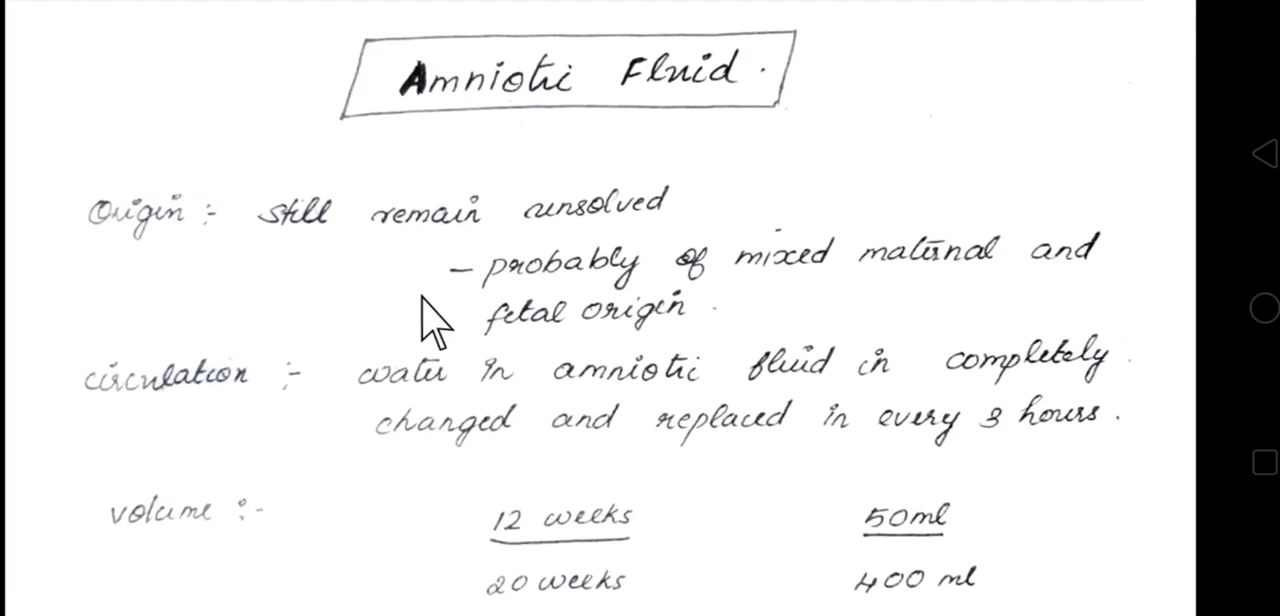 Amniotic Fluid.
Origin :- still remain unsolved
- probably of mixed maternal and
fetal origin.
circulation :- water in amniotic fluid in completely
changed and replaced in every 3 hours.
volume :- 12 weeks 50ml
20 weeks 400 ml